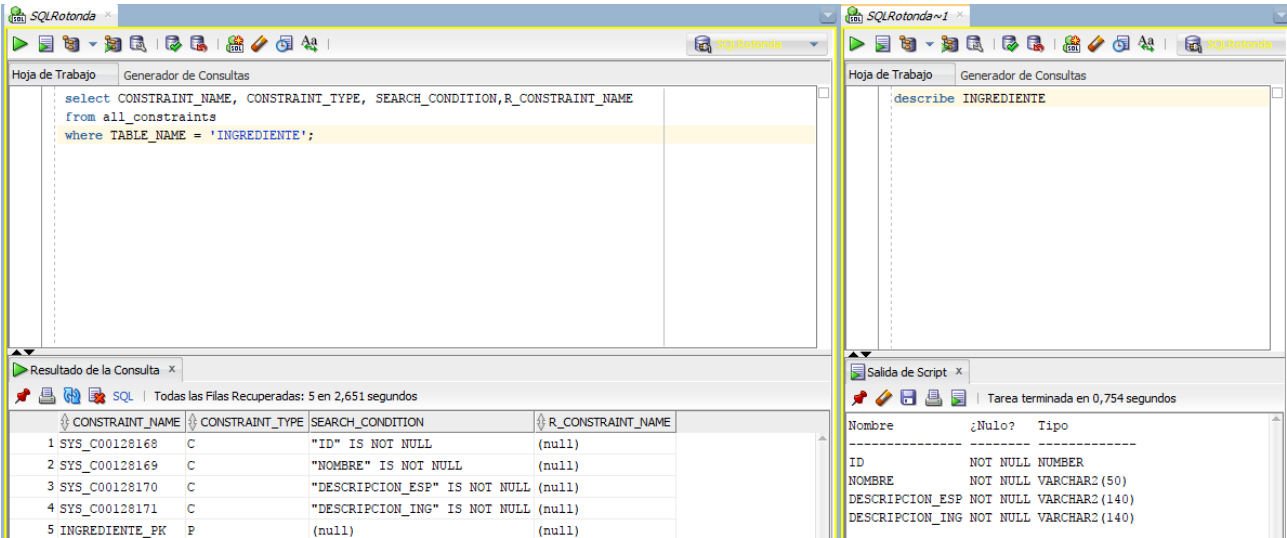 SQLRotonda
SQLRotonda
Hoja de Trabajo Generador de Consultas
select CONSTRAINT_NAME, CONSTRAINT_TYPE, SEARCH_CONDITION,R_CONSTRAINT_NAME
from all_constraints
where TABLE_NAME = 'INGREDIENTE';
Resultado de la Consulta x
SQL | Todas las Filas Recuperadas: 5 en 2,651 segundos
CONSTRAINT_NAME CONSTRAINT_TYPE SEARCH_CONDITION R_CONSTRAINT_NAME
1 SYS_C00128168 C "ID" IS NOT NULL (null)
2 SYS_C00128169 C "NOMBRE" IS NOT NULL (null)
3 SYS_C00128170 C "DESCRIPCION_ESP" IS NOT NULL (null)
4 SYS_C00128171 C "DESCRIPCION_ING" IS NOT NULL (null)
5 INGREDIENTE_PK P (null) (null)
SQLRotonda~1
SQLRotonda
Hoja de Trabajo Generador de Consultas
describe INGREDIENTE
Salida de Script x
Tarea terminada en 0,754 segundos
Nombre ¿Nulo? Tipo
--------------- -------- -------------
ID NOT NULL NUMBER
NOMBRE NOT NULL VARCHAR2(50)
DESCRIPCION_ESP NOT NULL VARCHAR2(140)
DESCRIPCION_ING NOT NULL VARCHAR2(140)